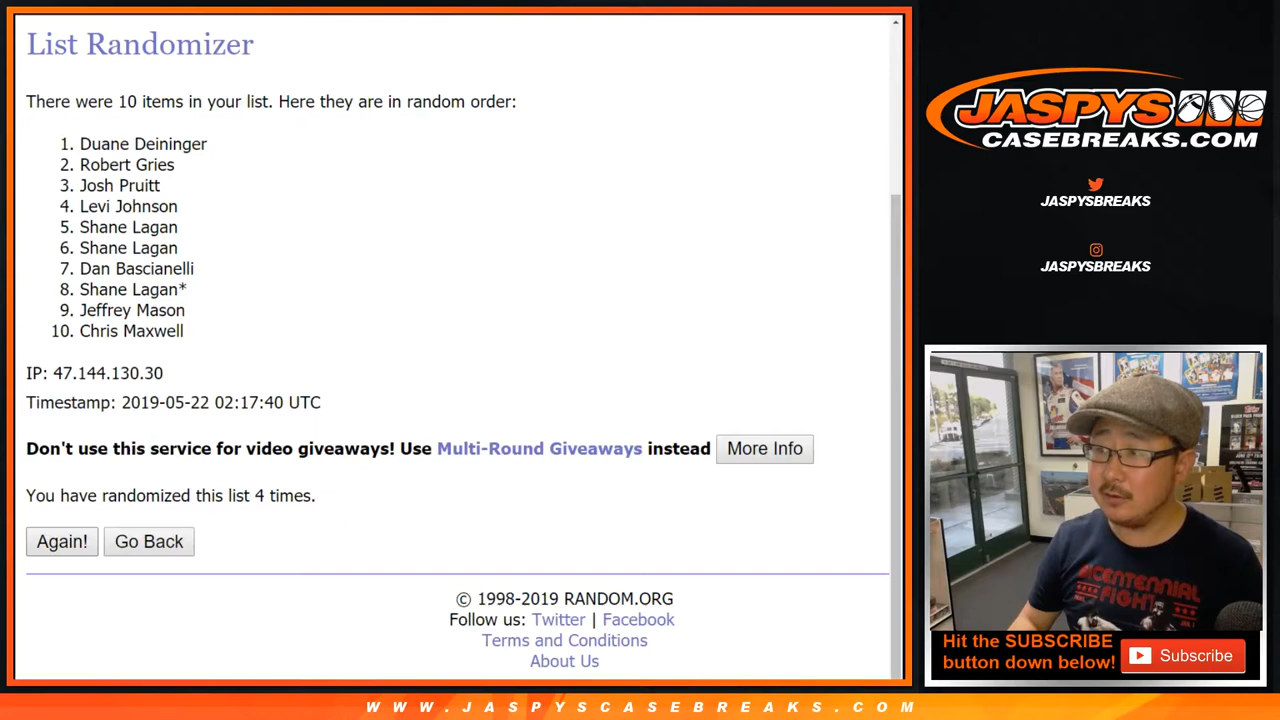 List Randomizer
There were 10 items in your list. Here they are in random order:
1. Duane Deininger
2. Robert Gries
3. Josh Pruitt
4. Levi Johnson
5. Shane Lagan
6. Shane Lagan
7. Dan Bascianelli
8. Shane Lagan*
9. Jeffrey Mason
10. Chris Maxwell
IP: 47.144.130.30
Timestamp: 2019-05-22 02:17:40 UTC
Don't use this service for video giveaways! Use Multi-Round Giveaways instead More Info
You have randomized this list 4 times.
Again! Go Back
© 1998-2019 RANDOM.ORG
Follow us: Twitter | Facebook
Terms and Conditions
About Us
JASPYS
CASEBREAKS.COM
JASPYSBREAKS
JASPYSBREAKS
BICENTENNIAL
FIGHT
Hit the SUBSCRIBE
button down below!
Subscribe
WWW.JASPYSCASEBREAKS.COM